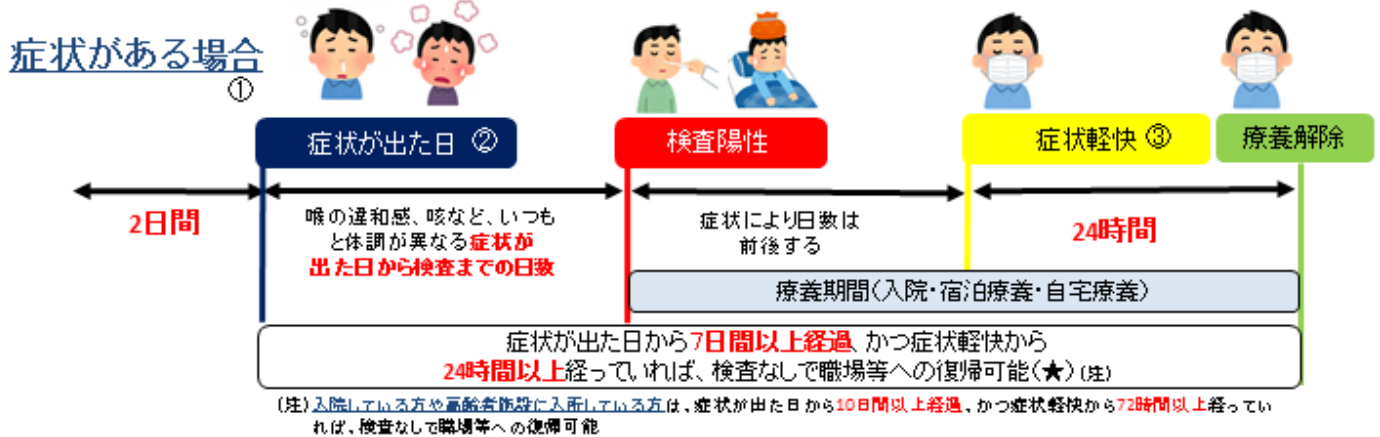 症状がある場合
①
症状が出た日 ②
検査陽性
症状軽快 ③
療養解除
2日間
喉の違和感、咳など、いつも
と体調が異なる症状が
出た日から検査までの日数
症状により日数は
前後する
24時間
療養期間(入院・宿泊療養・自宅療養)
症状が出た日から7日間以上経過、かつ症状軽快から
24時間以上経っていれば、検査なしで職場等への復帰可能(★)(注)
(注)入院している方や高齢者施設に入所している方は、症状が出た日から10日間以上経過、かつ症状軽快から72時間以上経ってい
れば、検査なしで職場等への復帰可能